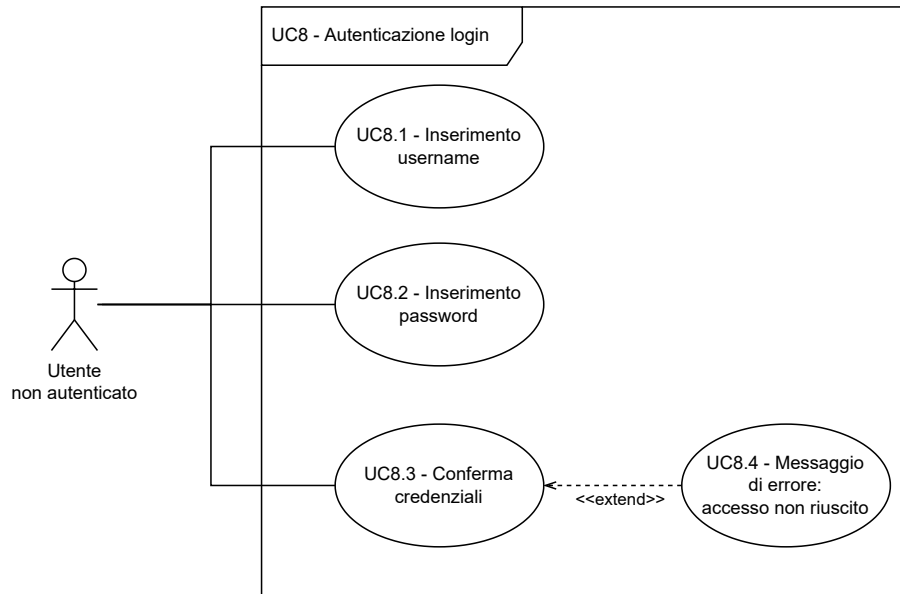 UC8 - Autenticazione login
UC8.1 - Inserimento
username
UC8.2 - Inserimento
password
Utente
non autenticato
UC8.3 - Conferma
credenziali
<<extend>>
UC8.4 - Messaggio
di errore:
accesso non riuscito